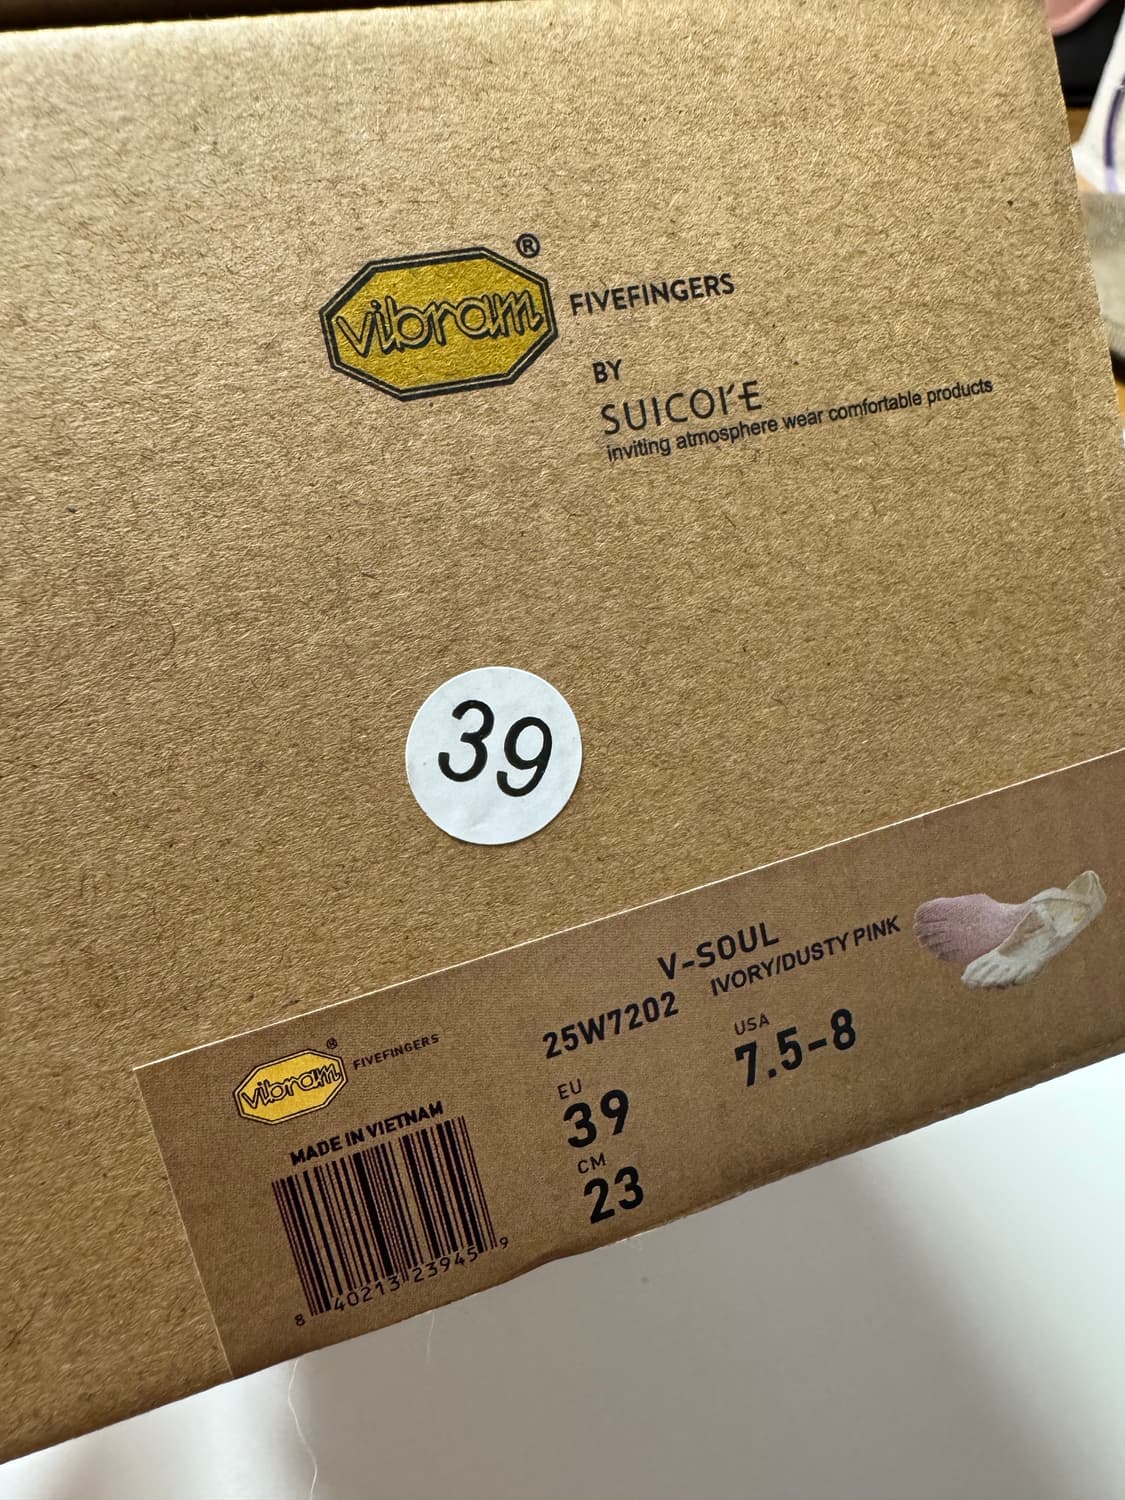 vibram®
FIVEFINGERS
BY
SUICOKE
inviting atmosphere wear comfortable products
39
V-SOUL
25W7202 IVORY/DUSTY PINK
vibram® FIVEFINGERS
EU
39
USA
7.5-8
CM
23
MADE IN VIETNAM
8 40213 23945 9